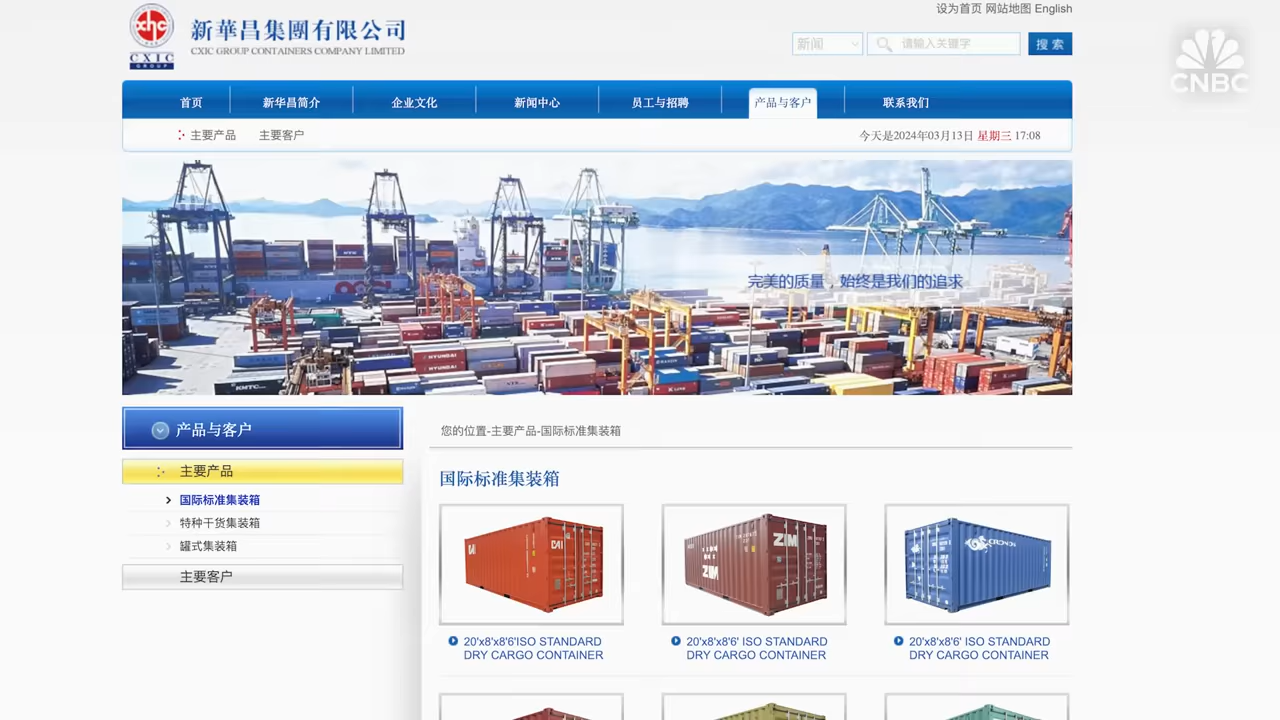 设为首页 网站地图 English
chc
CXIC
GROUP
新華昌集團有限公司
CXIC GROUP CONTAINERS COMPANY LIMITED
新闻
请输入关键字
搜 索
CNBC
首页
新华昌简介
企业文化
新闻中心
员工与招聘
产品与客户
联系我们
主要产品
主要客户
今天是2024年03月13日 星期三 17:08
完美的质量，始终是我们的追求
HYUNDAI
HYUNDAI
KMTC
产品与客户
您的位置-主要产品-国际标准集装箱
主要产品
国际标准集装箱
特种干货集装箱
罐式集装箱
主要客户
国际标准集装箱
CAI
ZIM
ZIM
20'x8'x8'6'ISO STANDARD
DRY CARGO CONTAINER
20'x8'x8'6' ISO STANDARD
DRY CARGO CONTAINER
20'x8'x8'6' ISO STANDARD
DRY CARGO CONTAINER